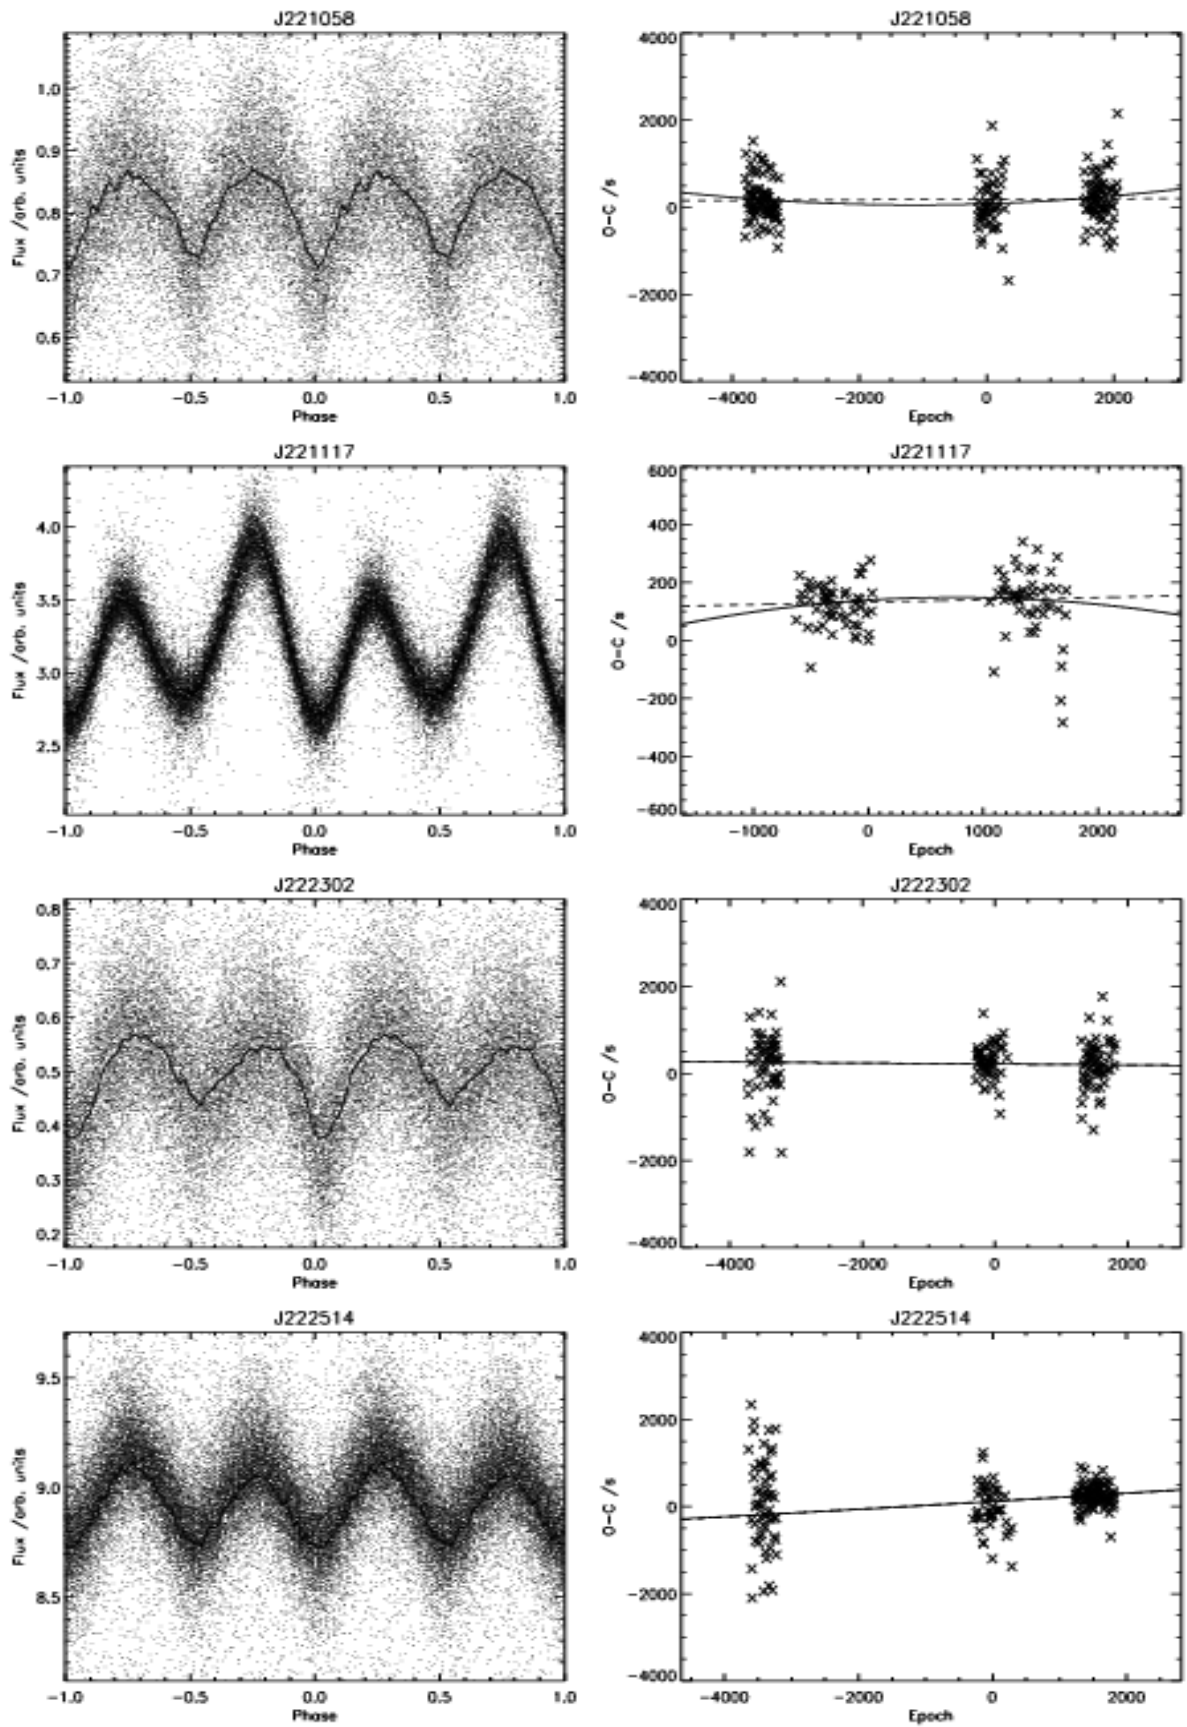 J221058
J221058
1.0
0.9
0.8
0.7
0.6
Flux /arb. units
-1.0 -0.5 0.0 0.5 1.0
Phase
4000
2000
0
-2000
-4000
O-C /s
-4000 -2000 0 2000
Epoch
J221117
J221117
4.0
3.5
3.0
2.5
Flux /arb. units
-1.0 -0.5 0.0 0.5 1.0
Phase
600
400
200
0
-200
-400
-600
O-C /s
-1000 0 1000 2000
Epoch
J222302
J222302
0.8
0.7
0.6
0.5
0.4
0.3
0.2
Flux /arb. units
-1.0 -0.5 0.0 0.5 1.0
Phase
4000
2000
0
-2000
-4000
O-C /s
-4000 -2000 0 2000
Epoch
J222514
J222514
9.5
9.0
8.5
Flux /arb. units
-1.0 -0.5 0.0 0.5 1.0
Phase
4000
2000
0
-2000
-4000
O-C /s
-4000 -2000 0 2000
Epoch